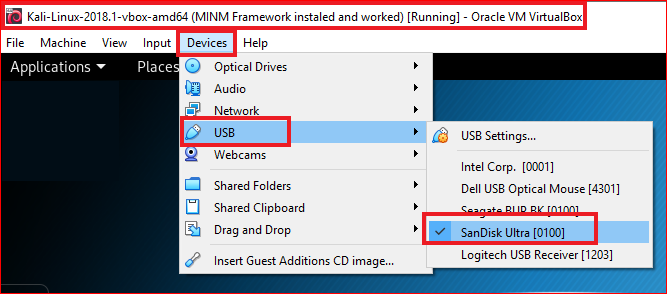 Kali-Linux-2018.1-vbox-amd64 (MINM Framework instaled and worked) [Running] - Oracle VM VirtualBox
File Machine View Input Devices Help
Applications Places
Optical Drives
Audio
Network
USB
Webcams
Shared Folders
Shared Clipboard
Drag and Drop
Insert Guest Additions CD image...
USB Settings...
Intel Corp. [0001]
Dell USB Optical Mouse [4301]
Seagate BUP BK [0100]
SanDisk Ultra [0100]
Logitech USB Receiver [1203]